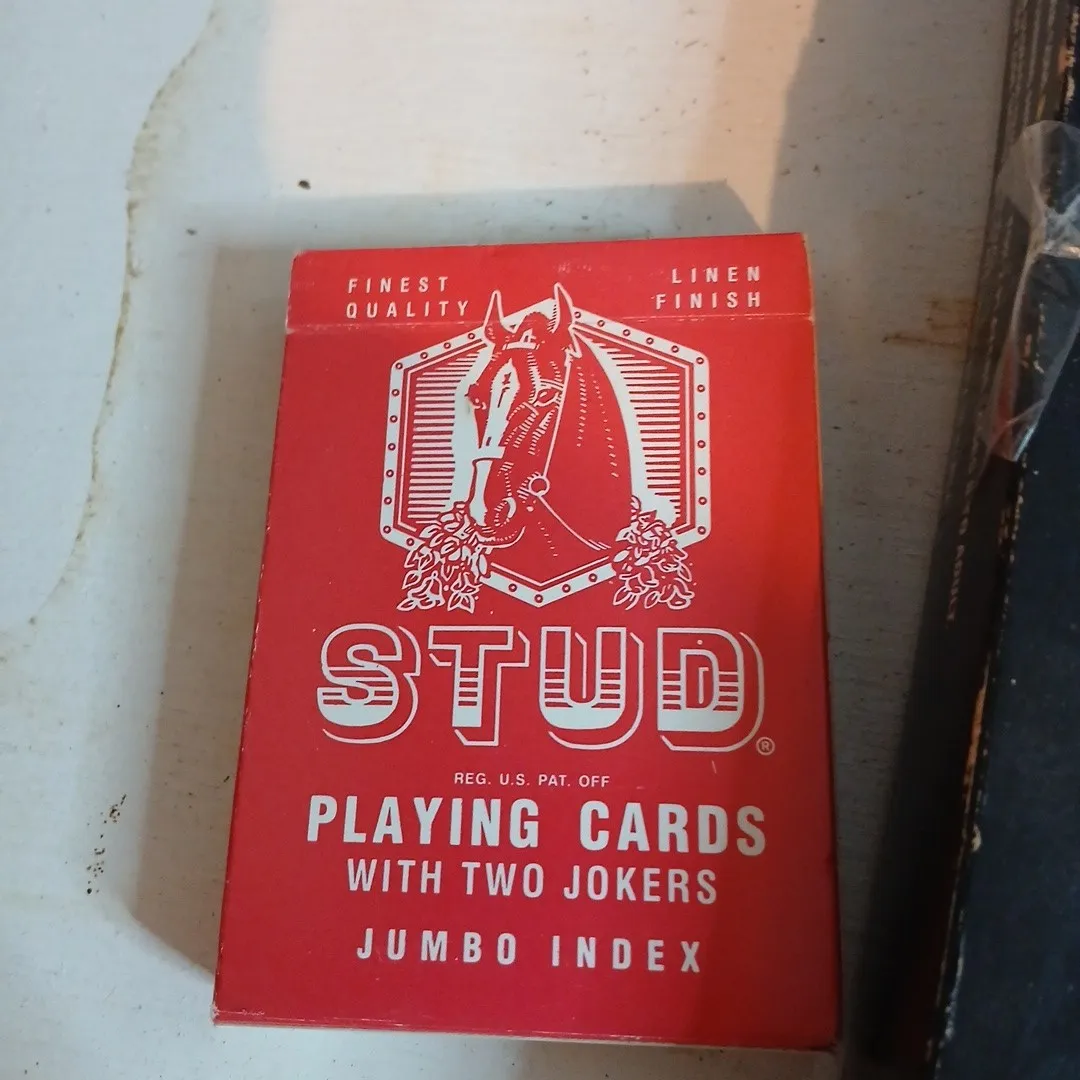 FINEST
QUALITY
LINEN
FINISH
STUD®
REG. U.S. PAT. OFF
PLAYING CARDS
WITH TWO JOKERS
JUMBO INDEX